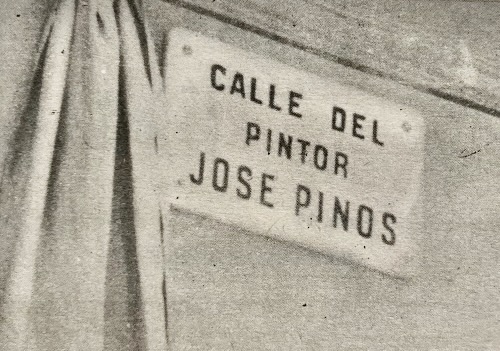 CALLE DEL
PINTOR
JOSE PINOS